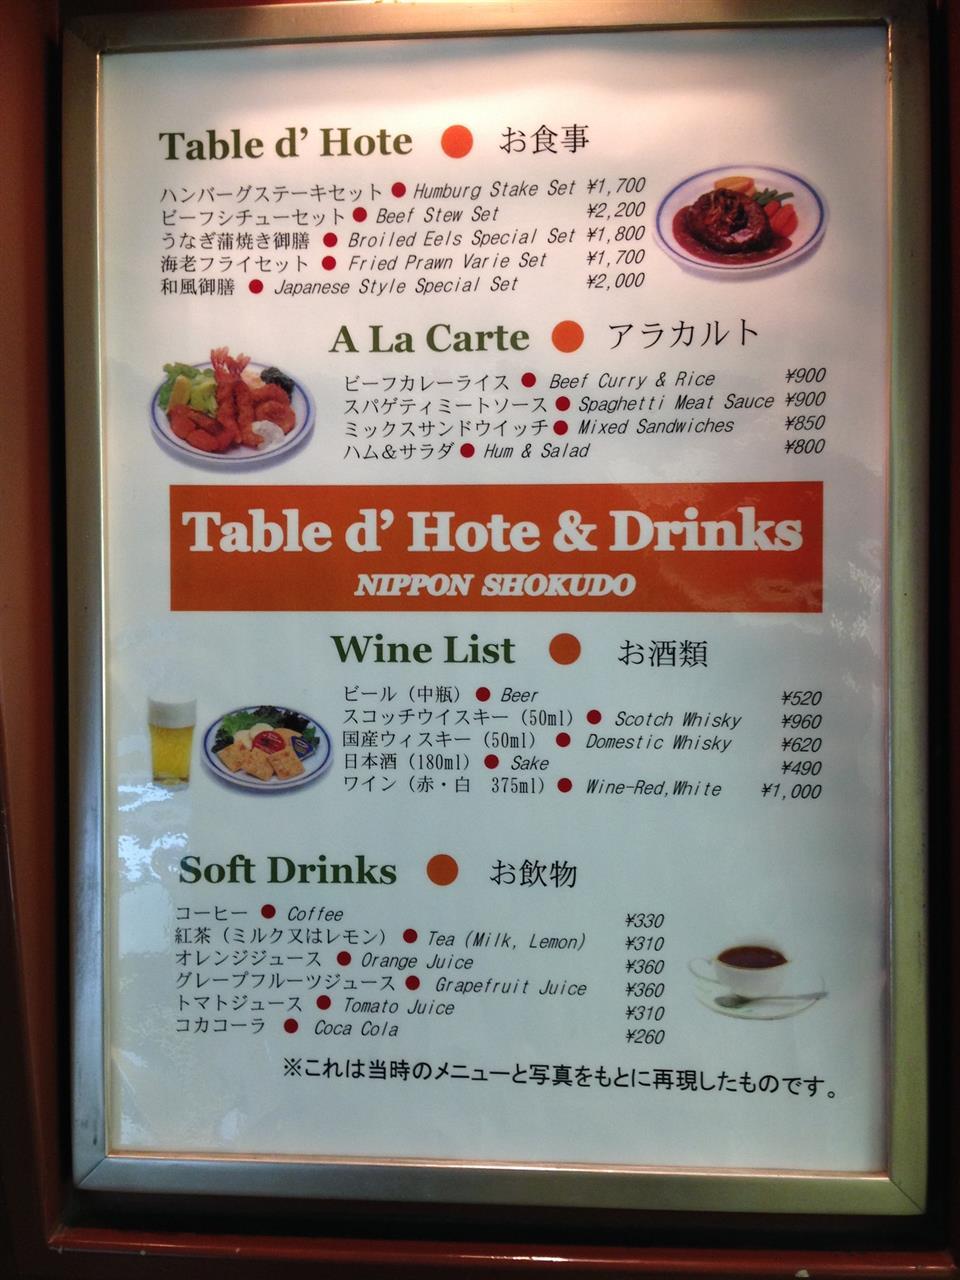 Table d' Hote ● お食事
ハンバーグステーキセット ● Humburg Stake Set ¥1,700
ビーフシチューセット ● Beef Stew Set ¥2,200
うなぎ蒲焼き御膳 ● Broiled Eels Special Set ¥1,800
海老フライセット ● Fried Prawn Varie Set ¥1,700
和風御膳 ● Japanese Style Special Set ¥2,000
A La Carte ● アラカルト
ビーフカレーライス ● Beef Curry & Rice ¥900
スパゲティミートソース ● Spaghetti Meat Sauce ¥900
ミックスサンドウイッチ ● Mixed Sandwiches ¥850
ハム＆サラダ ● Hum & Salad ¥800
Table d' Hote & Drinks
NIPPON SHOKUDO
Wine List ● お酒類
ビール（中瓶） ● Beer ¥520
スコッチウイスキー（50ml） ● Scotch Whisky ¥960
国産ウィスキー（50ml） ● Domestic Whisky ¥620
日本酒（180ml） ● Sake ¥490
ワイン（赤・白　375ml） ● Wine-Red,White ¥1,000
Soft Drinks ● お飲物
コーヒー ● Coffee ¥330
紅茶（ミルク又はレモン） ● Tea (Milk, Lemon) ¥310
オレンジジュース ● Orange Juice ¥360
グレープフルーツジュース ● Grapefruit Juice ¥360
トマトジュース ● Tomato Juice ¥310
コカコーラ ● Coca Cola ¥260
※これは当時のメニューと写真をもとに再現したものです。